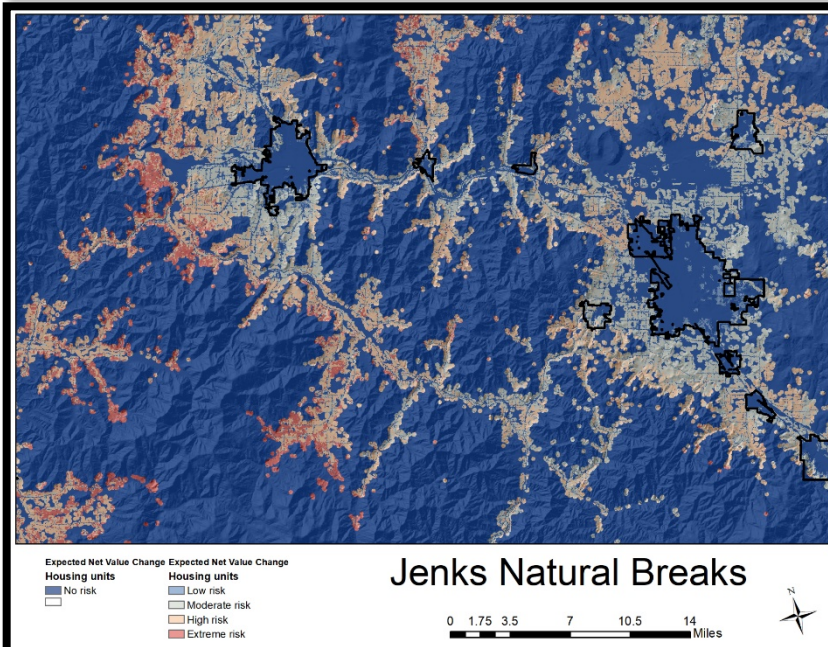 Expected Net Value Change Expected Net Value Change
Housing units Housing units
No risk Low risk
Moderate risk
High risk
Extreme risk
Jenks Natural Breaks
N
0 1.75 3.5 7 10.5 14
Miles